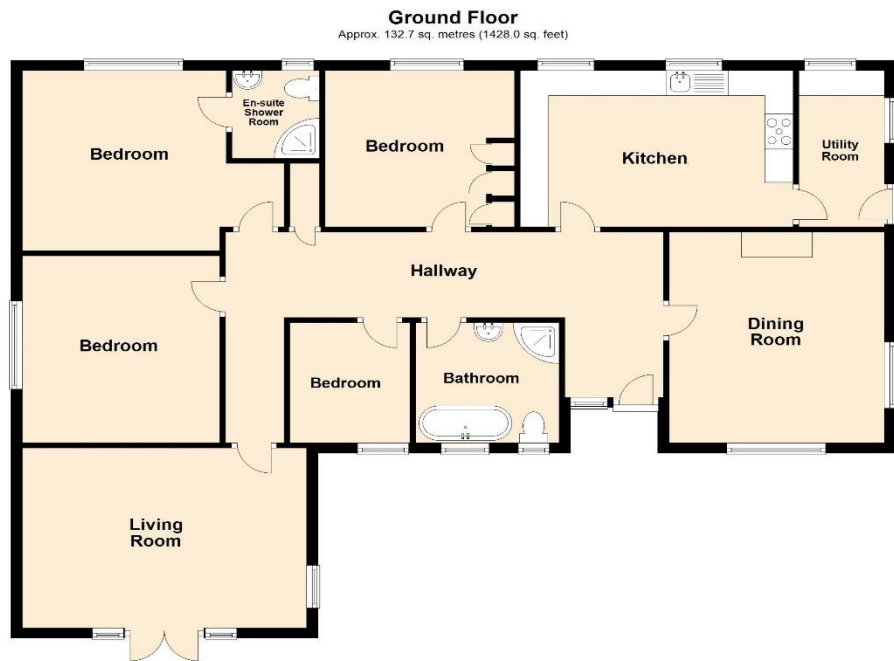 Ground Floor
Approx. 132.7 sq. metres (1428.0 sq. feet)
Bedroom
En-suite
Shower
Room
Bedroom
Kitchen
Utility
Room
Hallway
Bedroom
Dining
Room
Bedroom
Bathroom
Living
Room